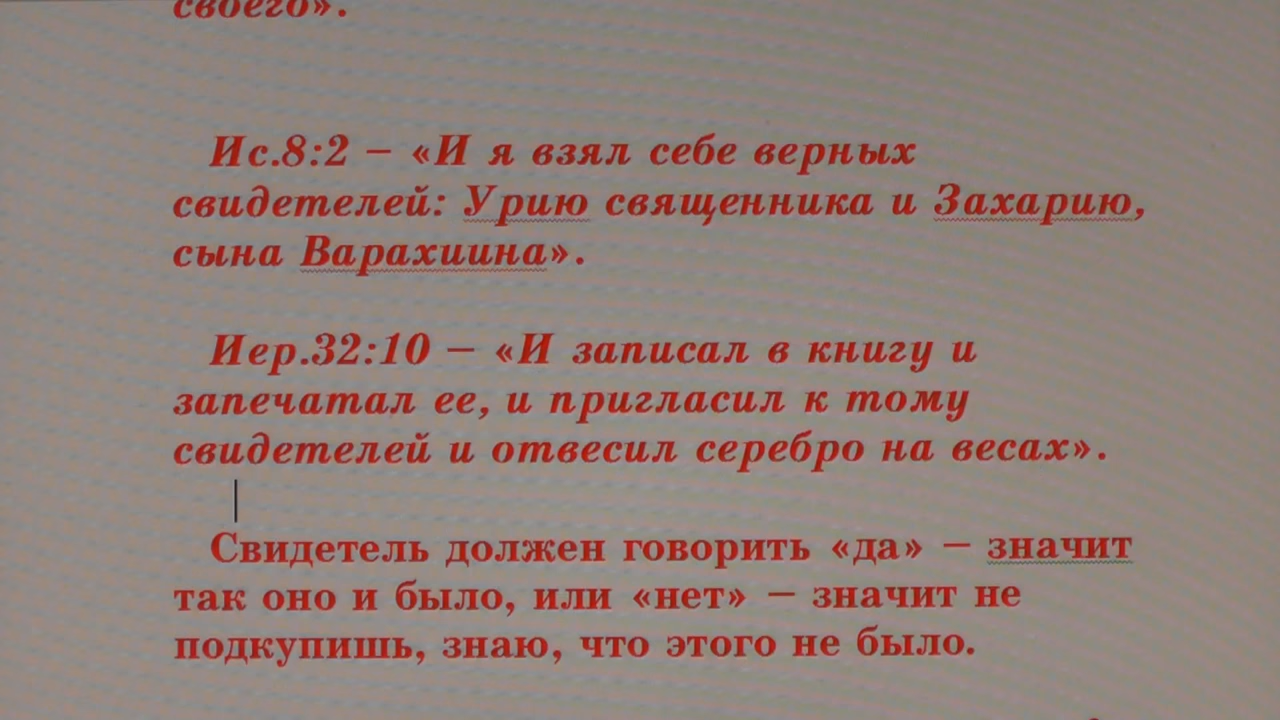 своего».
Ис.8:2 – «И я взял себе верных
свидетелей: Урию священника и Захарию,
сына Варахиина».
Иер.32:10 – «И записал в книгу и
запечатал ее, и пригласил к тому
свидетелей и отвесил серебро на весах».
Свидетель должен говорить «да» – значит
так оно и было, или «нет» – значит не
подкупишь, знаю, что этого не было.